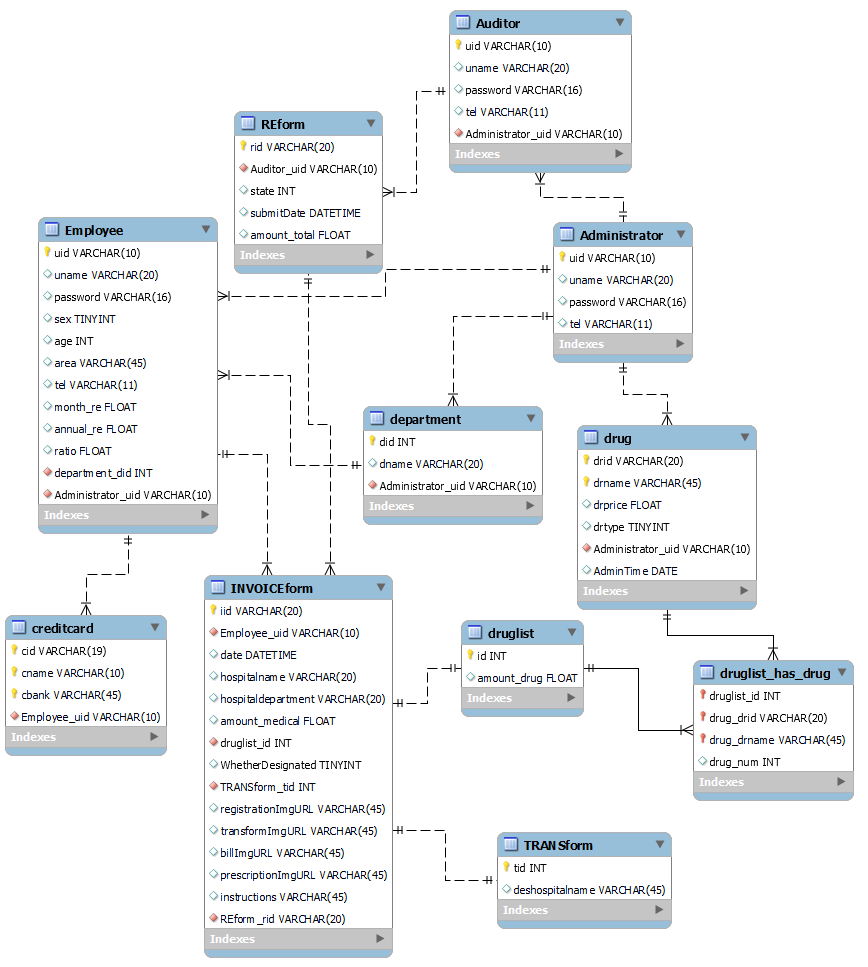 Auditor
uid VARCHAR(10)
uname VARCHAR(20)
password VARCHAR(16)
tel VARCHAR(11)
Administrator_uid VARCHAR(10)
Indexes
REform
rid VARCHAR(20)
Auditor_uid VARCHAR(10)
state INT
submitDate DATETIME
amount_total FLOAT
Indexes
Employee
uid VARCHAR(10)
uname VARCHAR(20)
password VARCHAR(16)
sex TINYINT
age INT
area VARCHAR(45)
tel VARCHAR(11)
month_re FLOAT
annual_re FLOAT
ratio FLOAT
department_did INT
Administrator_uid VARCHAR(10)
Indexes
Administrator
uid VARCHAR(10)
uname VARCHAR(20)
password VARCHAR(16)
tel VARCHAR(11)
Indexes
department
did INT
dname VARCHAR(20)
Administrator_uid VARCHAR(10)
Indexes
drug
drid VARCHAR(20)
drname VARCHAR(45)
drprice FLOAT
drtype TINYINT
Administrator_uid VARCHAR(10)
AdminTime DATE
Indexes
creditcard
cid VARCHAR(19)
cname VARCHAR(10)
cbank VARCHAR(45)
Employee_uid VARCHAR(10)
Indexes
INVOICEform
iid VARCHAR(20)
Employee_uid VARCHAR(10)
date DATETIME
hospitalname VARCHAR(20)
hospitaldepartment VARCHAR(20)
amount_medical FLOAT
druglist_id INT
WhetherDesignated TINYINT
TRANSform_tid INT
registrationImgURL VARCHAR(45)
transformImgURL VARCHAR(45)
billImgURL VARCHAR(45)
prescriptionImgURL VARCHAR(45)
instructions VARCHAR(45)
REform_rid VARCHAR(20)
Indexes
druglist
id INT
amount_drug FLOAT
Indexes
druglist_has_drug
druglist_id INT
drug_drid VARCHAR(20)
drug_drname VARCHAR(45)
drug_num INT
Indexes
TRANSform
tid INT
deshospitalname VARCHAR(45)
Indexes